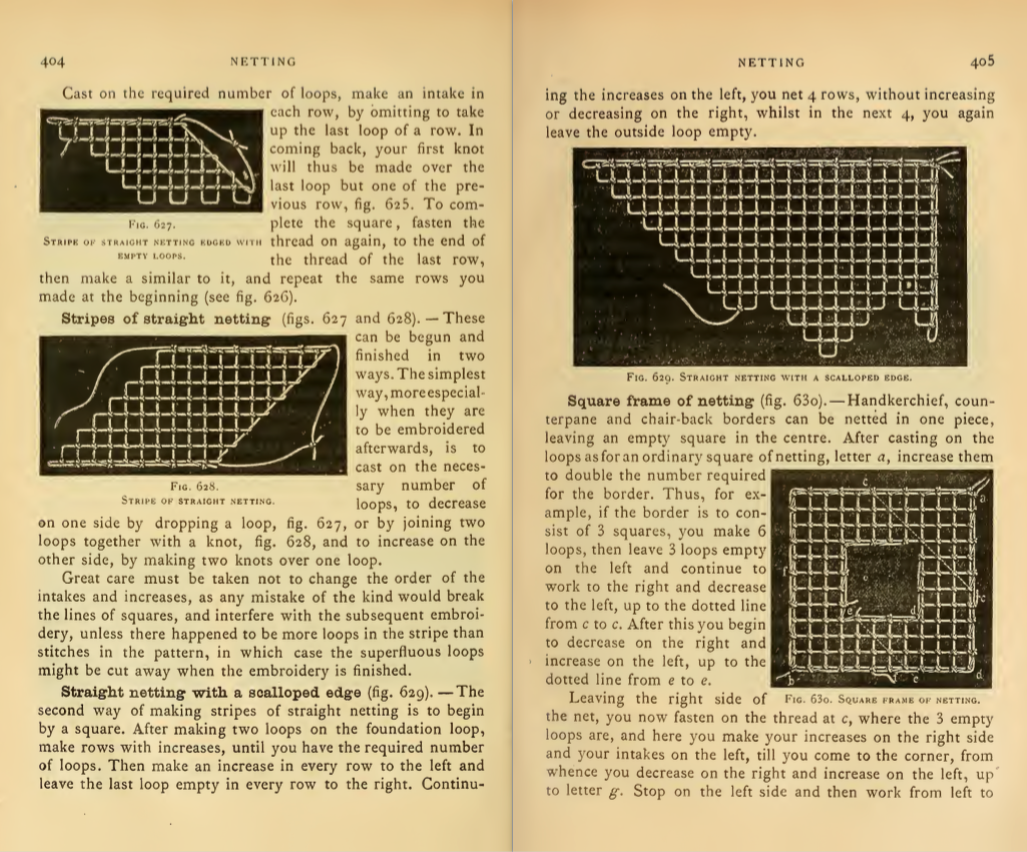 404
NETTING
Cast on the required number of loops, make an intake in
each row, by omitting to take
up the last loop of a row. In
coming back, your first knot
will thus be made over the
last loop but one of the pre-
vious row, fig. 625. To com-
plete the square, fasten the
thread on again, to the end of
the thread of the last row,
Fig. 627.
Stripe of straight netting edged with
empty loops.
then make a similar to it, and repeat the same rows you
made at the beginning (see fig. 626).
Stripes of straight netting (figs. 627 and 628). — These
can be begun and
finished in two
ways. The simplest
way, more especial-
ly when they are
to be embroidered
afterwards, is to
cast on the neces-
sary number of
loops, to decrease
Fig. 628.
Stripe of straight netting.
on one side by dropping a loop, fig. 627, or by joining two
loops together with a knot, fig. 628, and to increase on the
other side, by making two knots over one loop.
Great care must be taken not to change the order of the
intakes and increases, as any mistake of the kind would break
the lines of squares, and interfere with the subsequent embroi-
dery, unless there happened to be more loops in the stripe than
stitches in the pattern, in which case the superfluous loops
might be cut away when the embroidery is finished.
Straight netting with a scalloped edge (fig. 629). — The
second way of making stripes of straight netting is to begin
by a square. After making two loops on the foundation loop,
make rows with increases, until you have the required number
of loops. Then make an increase in every row to the left and
leave the last loop empty in every row to the right. Continu-
NETTING
405
ing the increases on the left, you net 4 rows, without increasing
or decreasing on the right, whilst in the next 4, you again
leave the outside loop empty.
Fig. 629. Straight netting with a scalloped edge.
Square frame of netting (fig. 630). — Handkerchief, coun-
terpane and chair-back borders can be netted in one piece,
leaving an empty square in the centre. After casting on the
loops as for an ordinary square of netting, letter a, increase them
to double the number required
for the border. Thus, for ex-
ample, if the border is to con-
sist of 3 squares, you make 6
loops, then leave 3 loops empty
on the left and continue to
work to the right and decrease
to the left, up to the dotted line
from c to c. After this you begin
to decrease on the right and
increase on the left, up to the
dotted line from e to e.
Fig. 630. Square frame of netting.
Leaving the right side of
the net, you now fasten on the thread at c, where the 3 empty
loops are, and here you make your increases on the right side
and your intakes on the left, till you come to the corner, from
whence you decrease on the right and increase on the left, up
to letter g. Stop on the left side and then work from left to